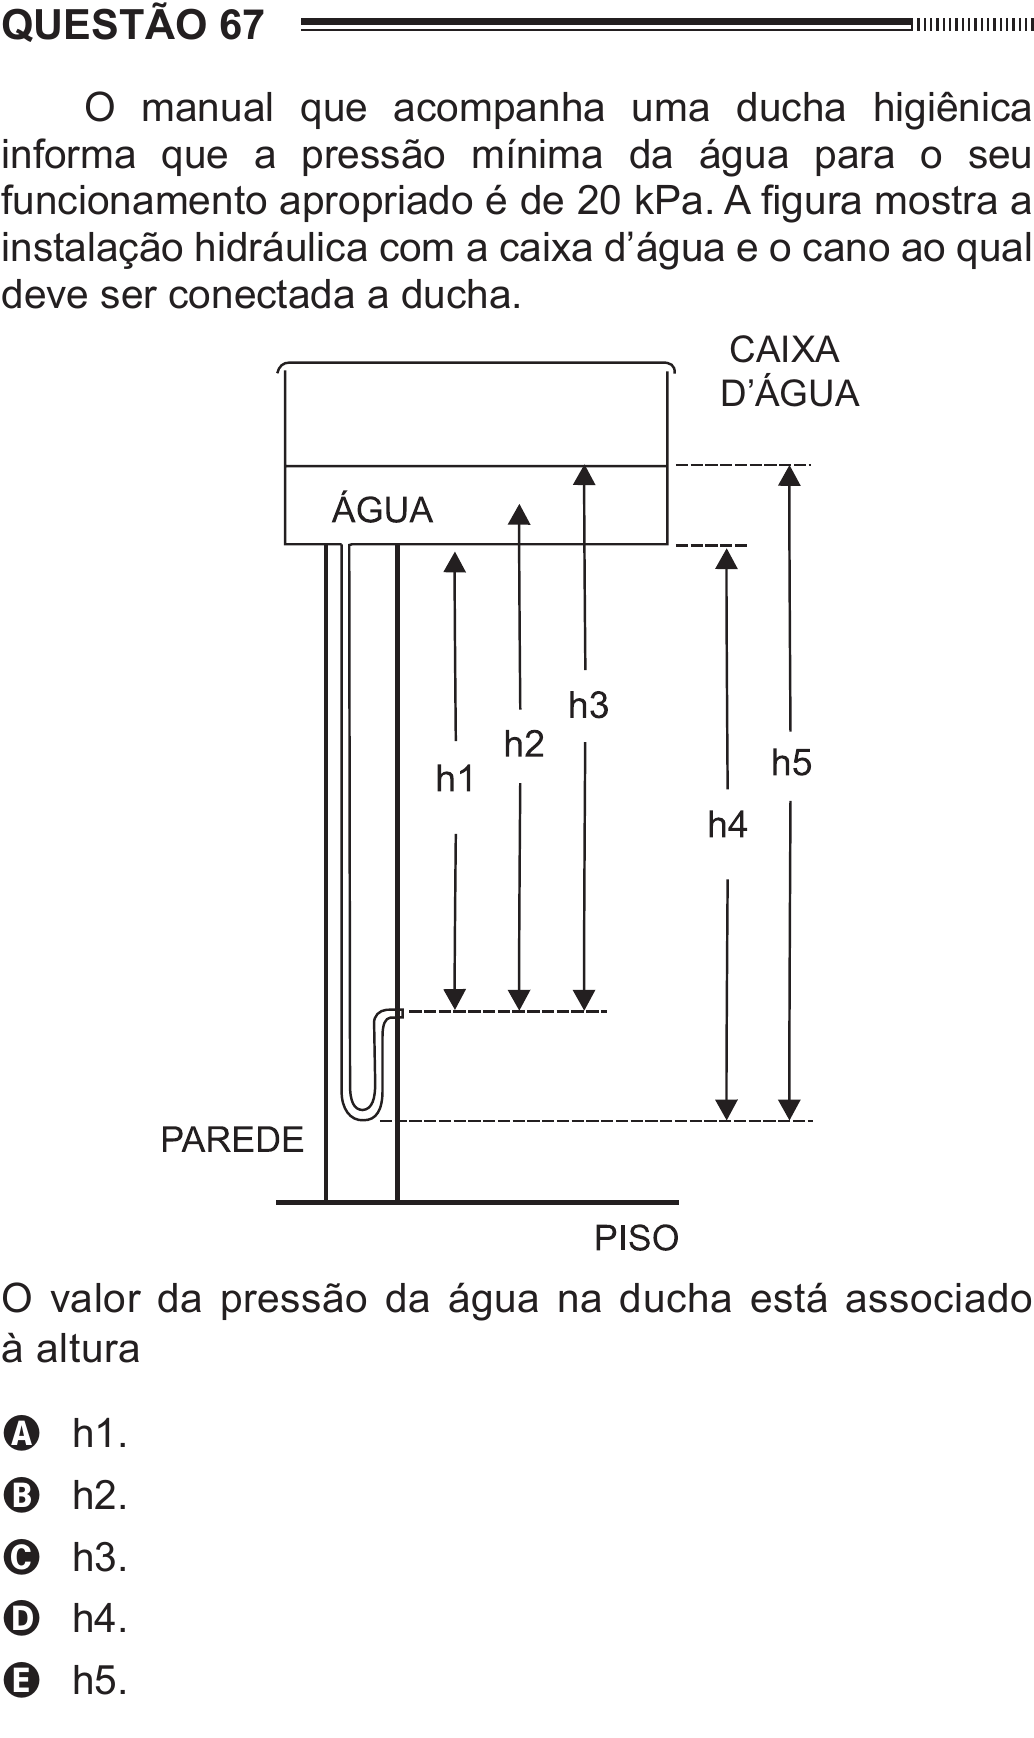 QUESTÃO 67
O manual que acompanha uma ducha higiênica
informa que a pressão mínima da água para o seu
funcionamento apropriado é de 20 kPa. A figura mostra a
instalação hidráulica com a caixa d’água e o cano ao qual
deve ser conectada a ducha.
CAIXA
D’ÁGUA
ÁGUA
h3
h2
h1
h5
h4
PAREDE
PISO
O valor da pressão da água na ducha está associado
à altura
A h1.
B h2.
C h3.
D h4.
E h5.